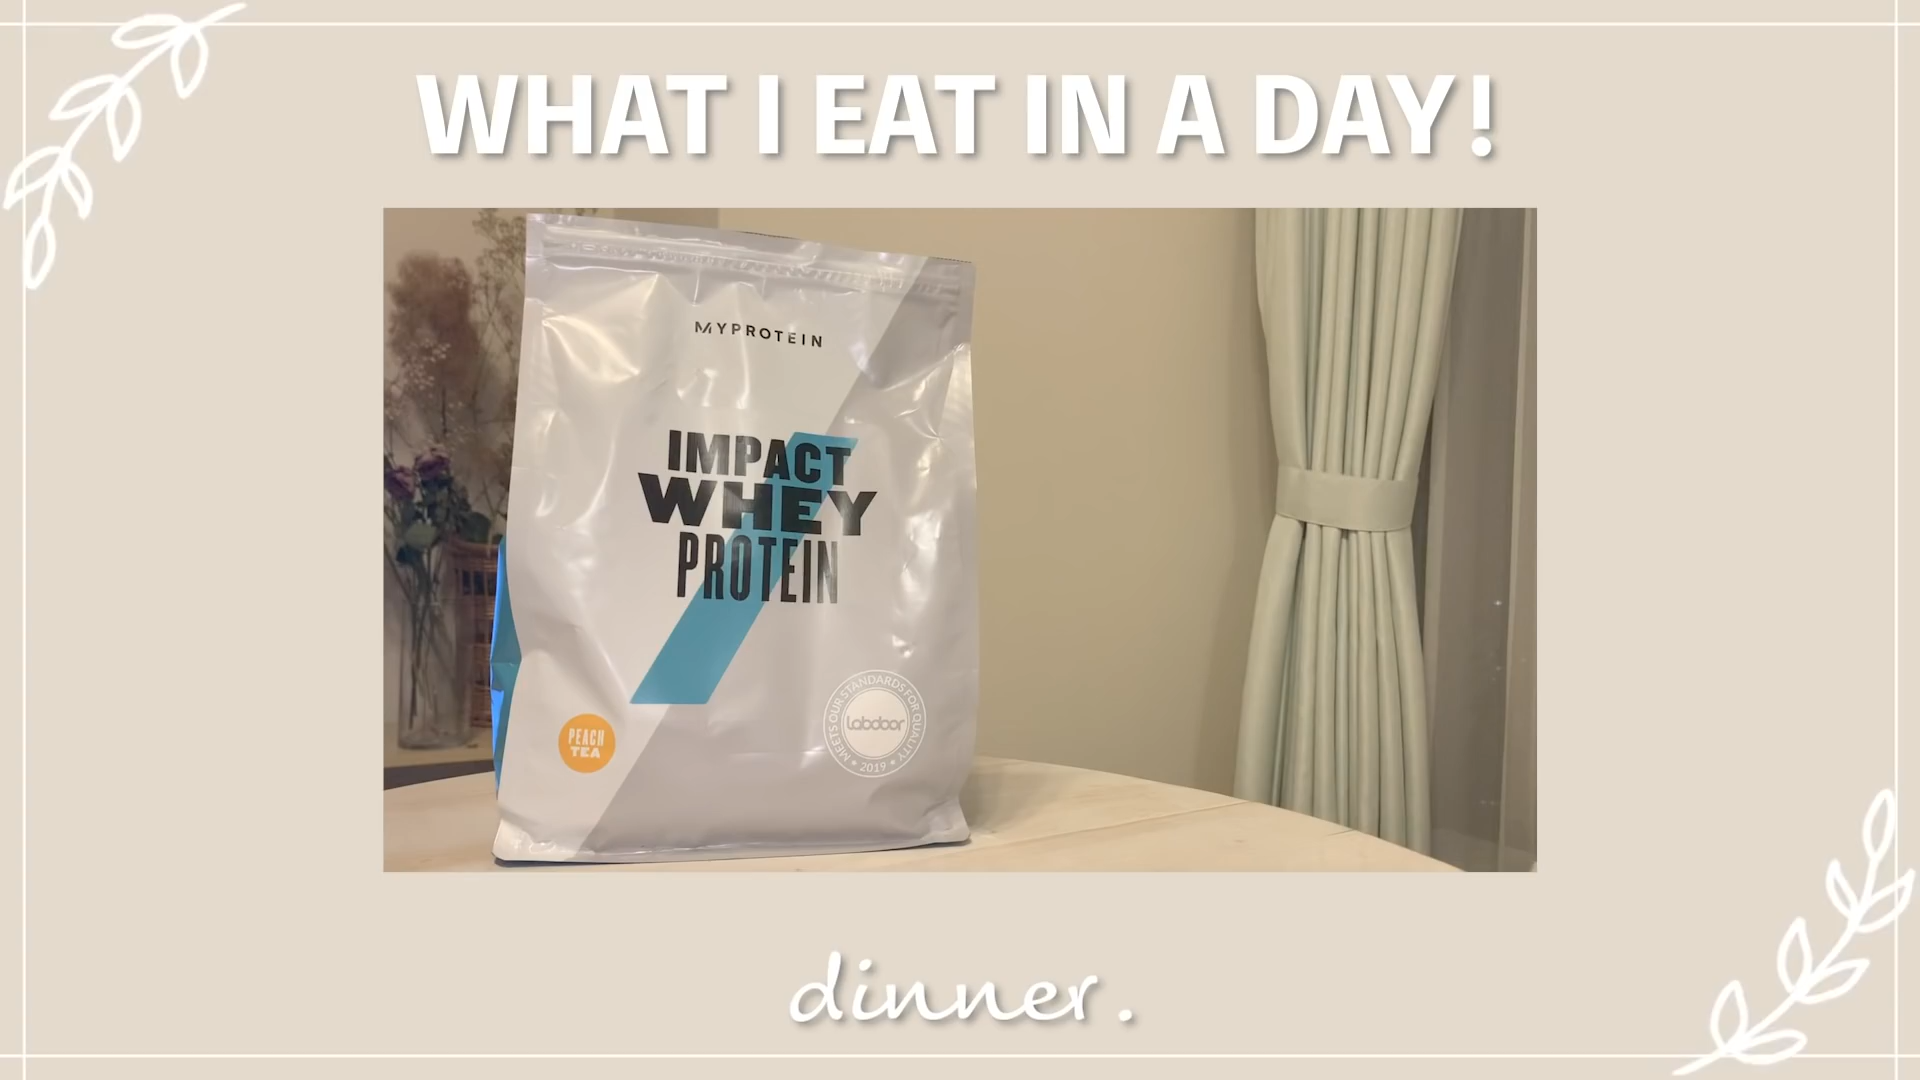 WHAT I EAT IN A DAY!
MYPROTEIN
IMPACT
WHEY
PROTEIN
PEACH
TEA
MEETS OUR STANDARDS FOR QUALITY
Labdoor
2019
dinner.